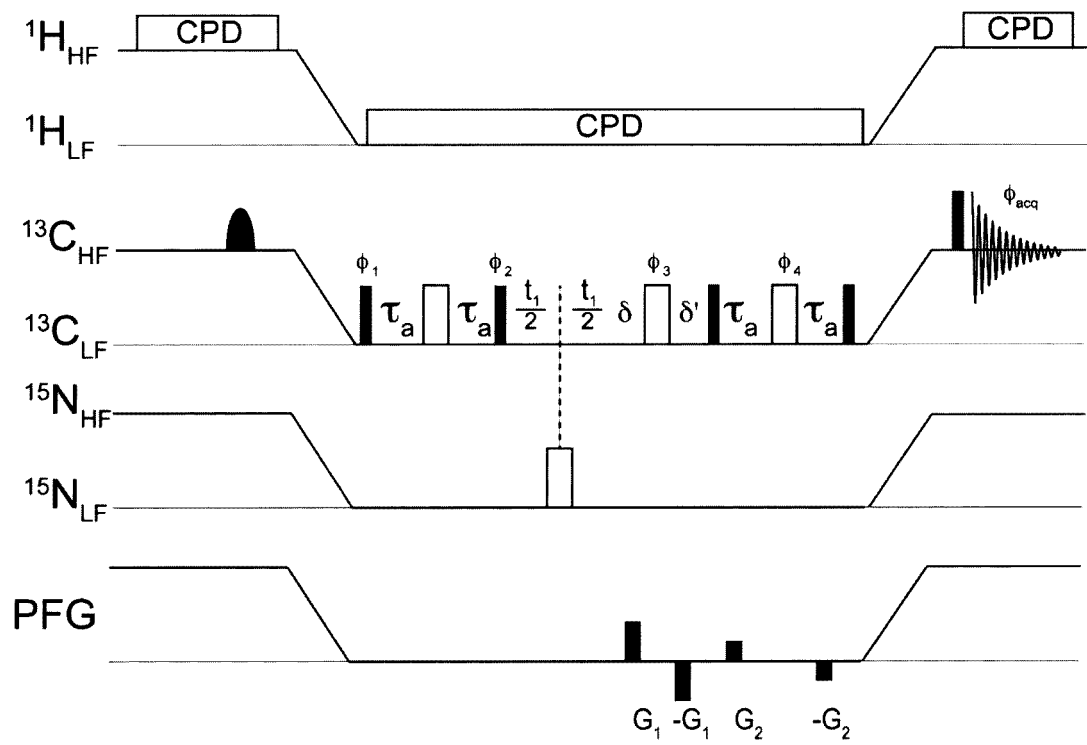 ¹H_HF CPD CPD
¹H_LF CPD
¹³C_HF ϕ_acq
ϕ₁ ϕ₂ ϕ₃ ϕ₄
¹³C_LF τ_a τ_a t₁/2 t₁/2 δ δ' τ_a τ_a
¹⁵N_HF
¹⁵N_LF
PFG
G₁ -G₁ G₂ -G₂